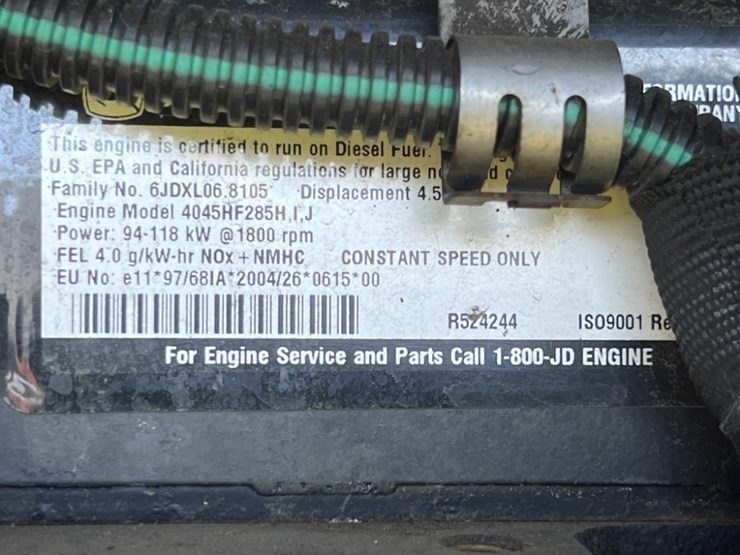 FORMATIO
RANY
This engine is certified to run on Diesel Fuel.
U.S. EPA and California regulations for large
Family No. 6JDXL06.8105 Displacement 4.5
Engine Model 4045HF285H,I,J
Power: 94-118 kW @1800 rpm
FEL 4.0 g/kW-hr NOx + NMHC CONSTANT SPEED ONLY
EU No: e11*97/68IA*2004/26*0615*00
R524244 ISO9001 Re
For Engine Service and Parts Call 1-800-JD ENGINE